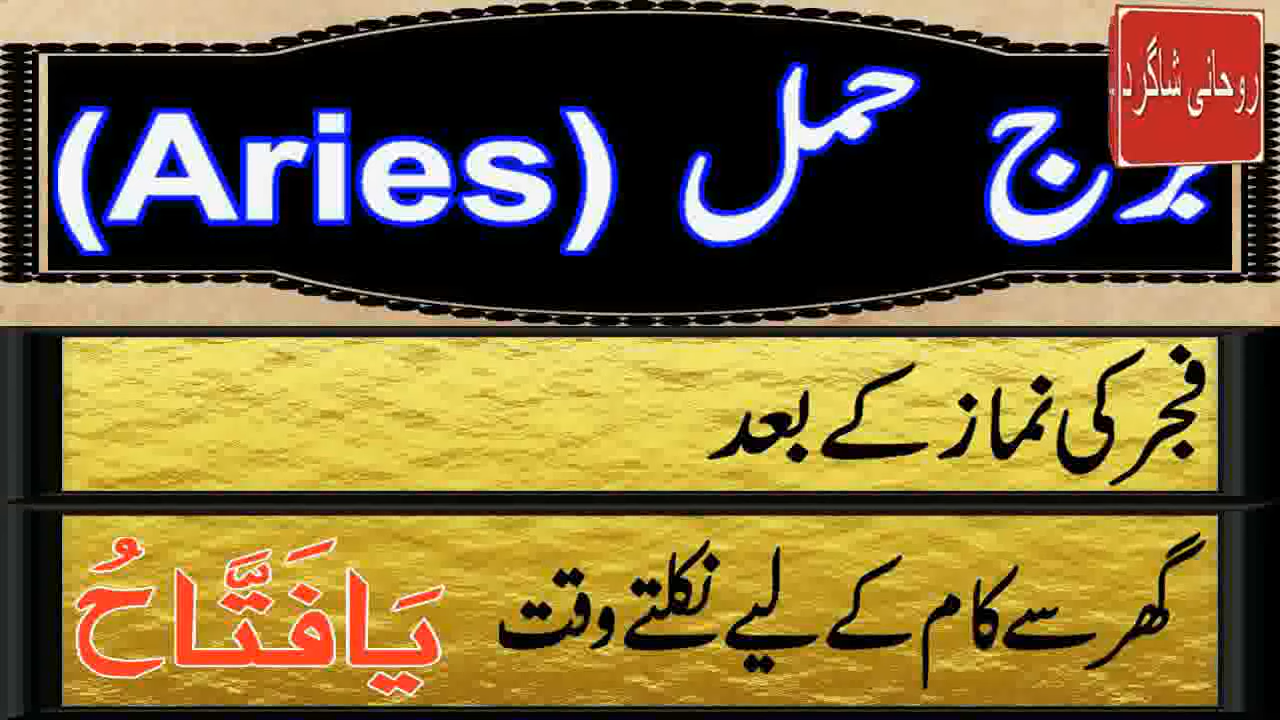 روحانی شاگرد
برج حمل (Aries)
فجر کی نماز کے بعد
گھر سے کام کے لیے نکلتے وقت یَافَتَّاحُ